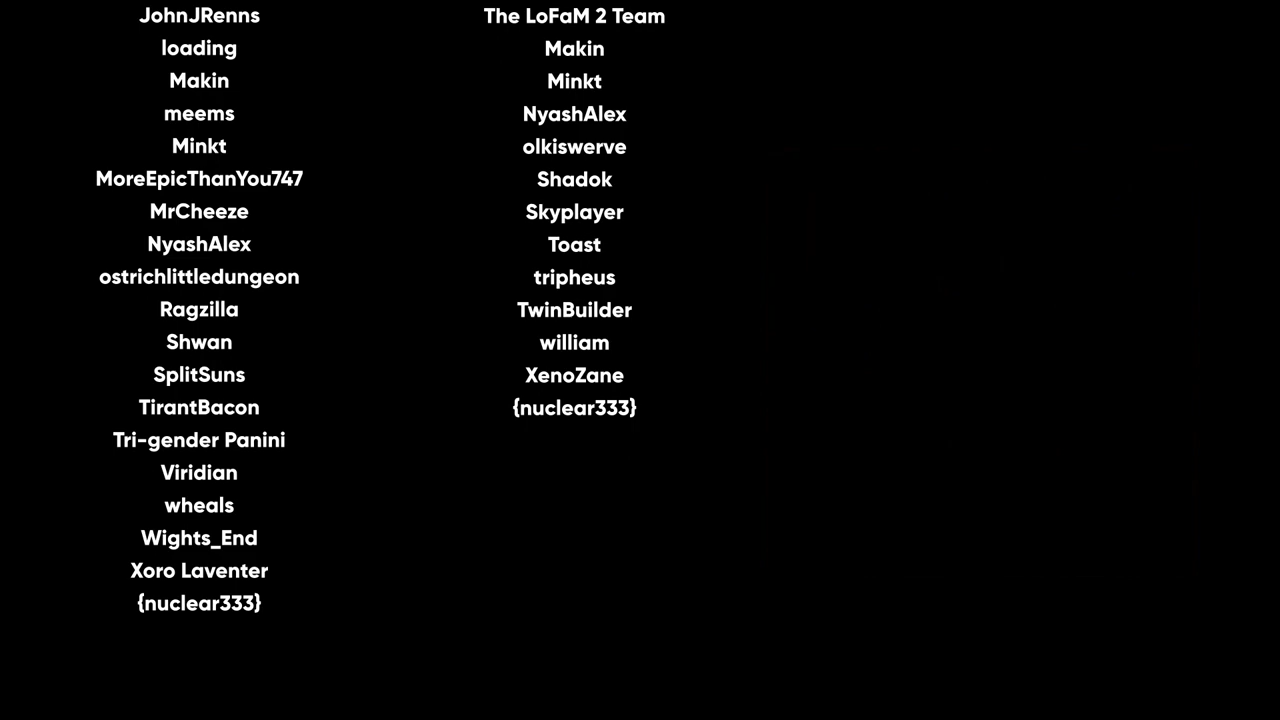 JohnJRenns
loading
Makin
meems
Minkt
MoreEpicThanYou747
MrCheeze
NyashAlex
ostrichlittledungeon
Ragzilla
Shwan
SplitSuns
TirantBacon
Tri-gender Panini
Viridian
wheals
Wights_End
Xoro Laventer
{nuclear333}
The LoFaM 2 Team
Makin
Minkt
NyashAlex
olkiswerve
Shadok
Skyplayer
Toast
tripheus
TwinBuilder
william
XenoZane
{nuclear333}